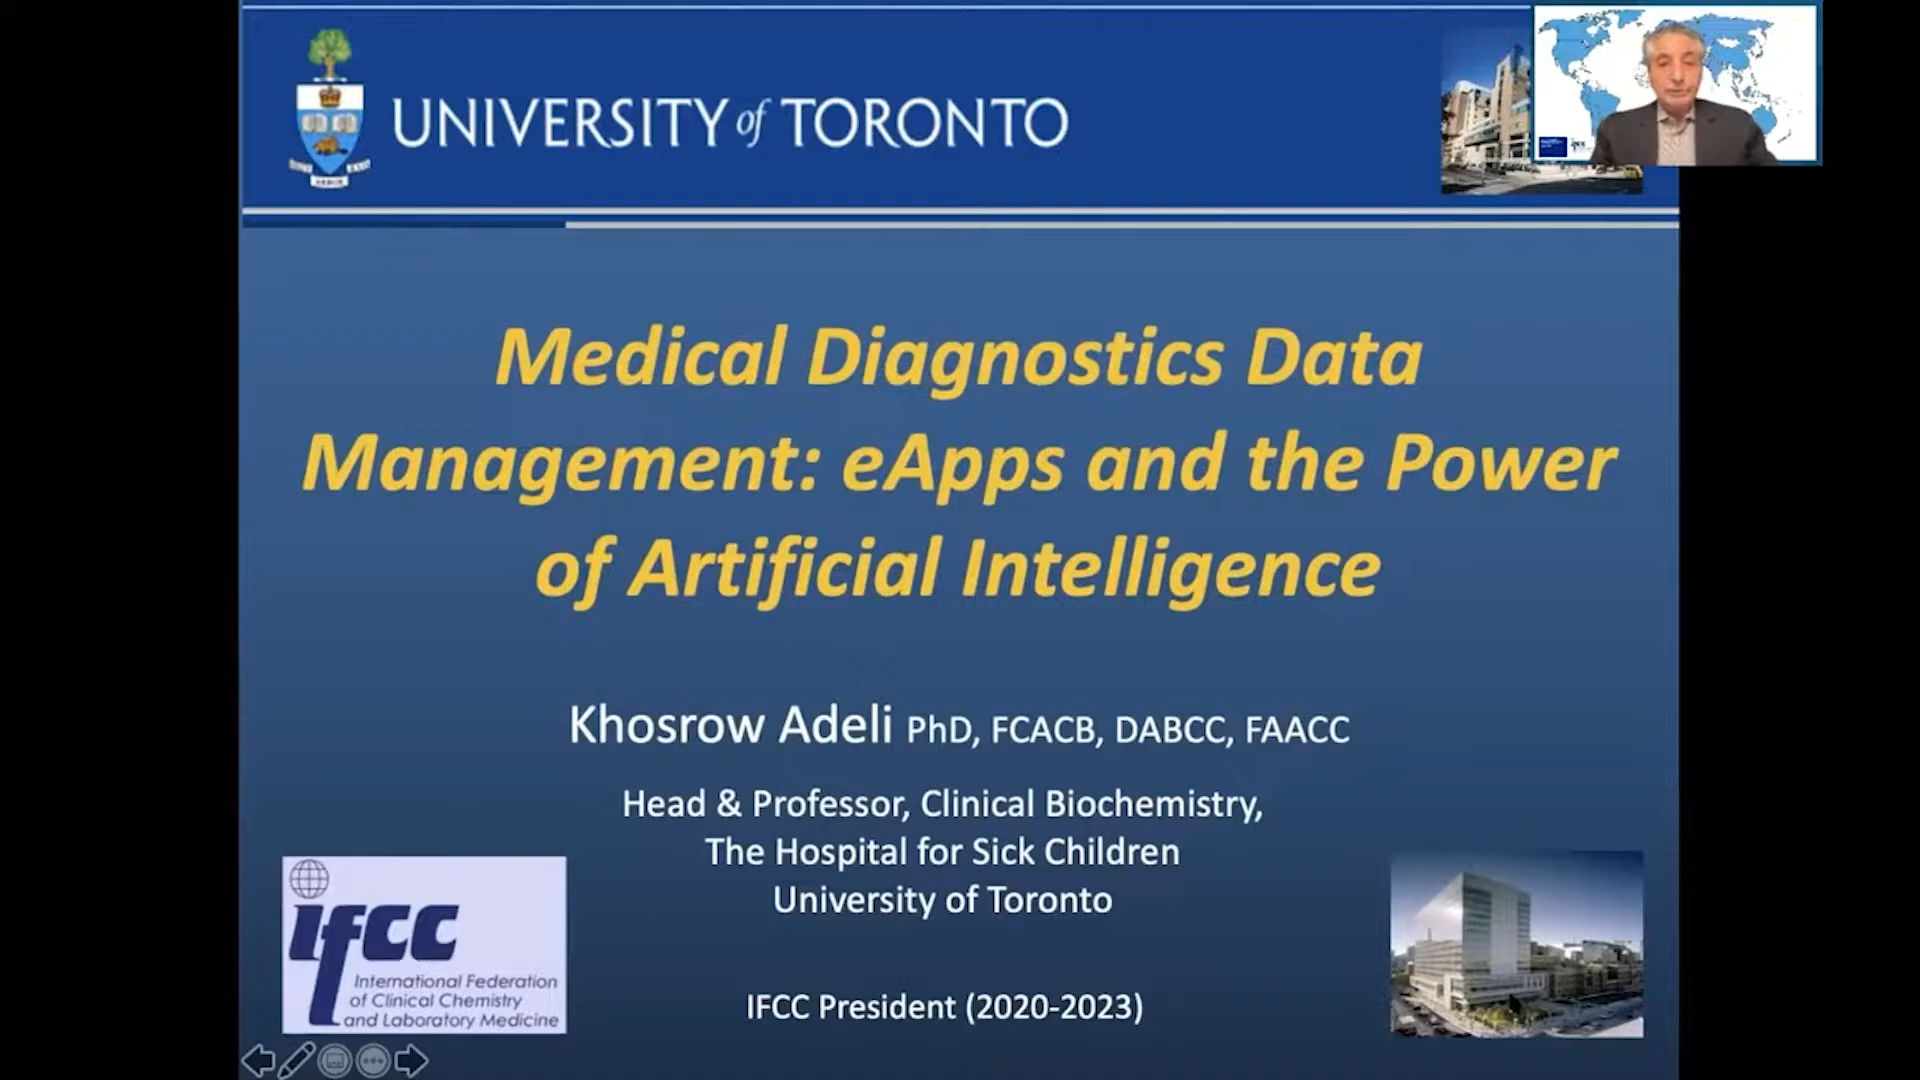 UNIVERSITY of TORONTO
Medical Diagnostics Data
Management: eApps and the Power
of Artificial Intelligence
Khosrow Adeli PhD, FCACB, DABCC, FAACC
Head & Professor, Clinical Biochemistry,
The Hospital for Sick Children
University of Toronto
IFCC President (2020-2023)
ifcc
International Federation
of Clinical Chemistry
and Laboratory Medicine